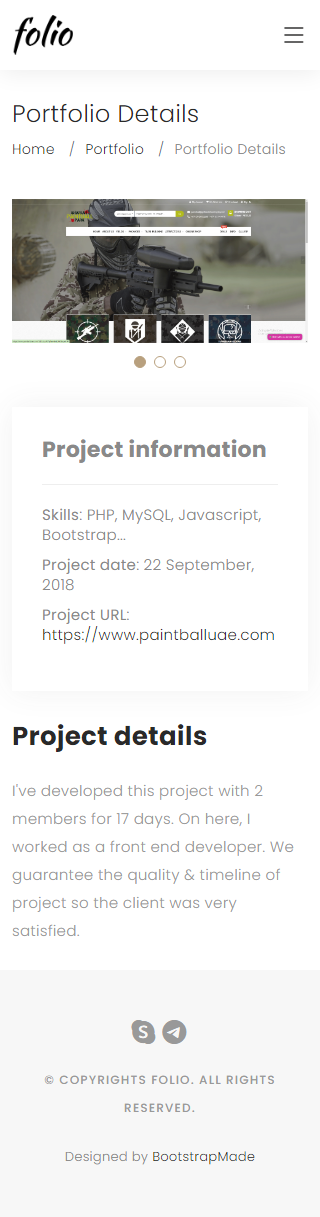 folio
Portfolio Details
Home / Portfolio / Portfolio Details
Project information
Skills: PHP, MySQL, Javascript,
Bootstrap...
Project date: 22 September,
2018
Project URL:
https://www.paintballuae.com
Project details
I've developed this project with 2
members for 17 days. On here, I
worked as a front end developer. We
guarantee the quality & timeline of
project so the client was very
satisfied.
© COPYRIGHTS FOLIO. ALL RIGHTS
RESERVED.
Designed by BootstrapMade